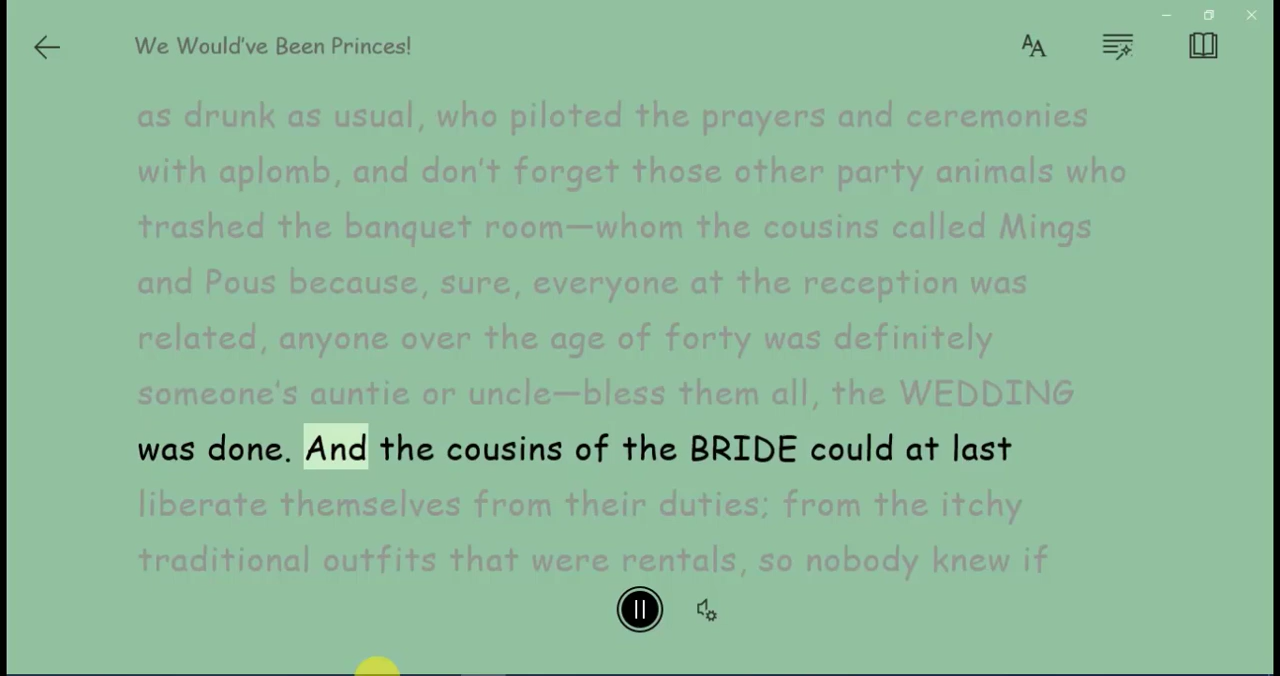 We Would've Been Princes!
as drunk as usual, who piloted the prayers and ceremonies
with aplomb, and don't forget those other party animals who
trashed the banquet room—whom the cousins called Mings
and Pous because, sure, everyone at the reception was
related, anyone over the age of forty was definitely
someone's auntie or uncle—bless them all, the WEDDING
was done. And the cousins of the BRIDE could at last
liberate themselves from their duties; from the itchy
traditional outfits that were rentals, so nobody knew if